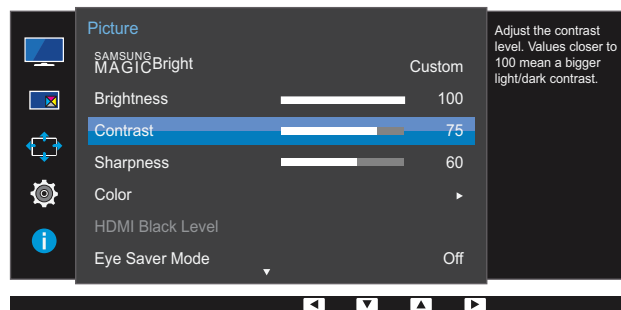 Picture
SAMSUNG
MAGICBright Custom
Brightness 100
Contrast 75
Sharpness 60
Color
HDMI Black Level
Eye Saver Mode Off
Adjust the contrast
level. Values closer to
100 mean a bigger
light/dark contrast.